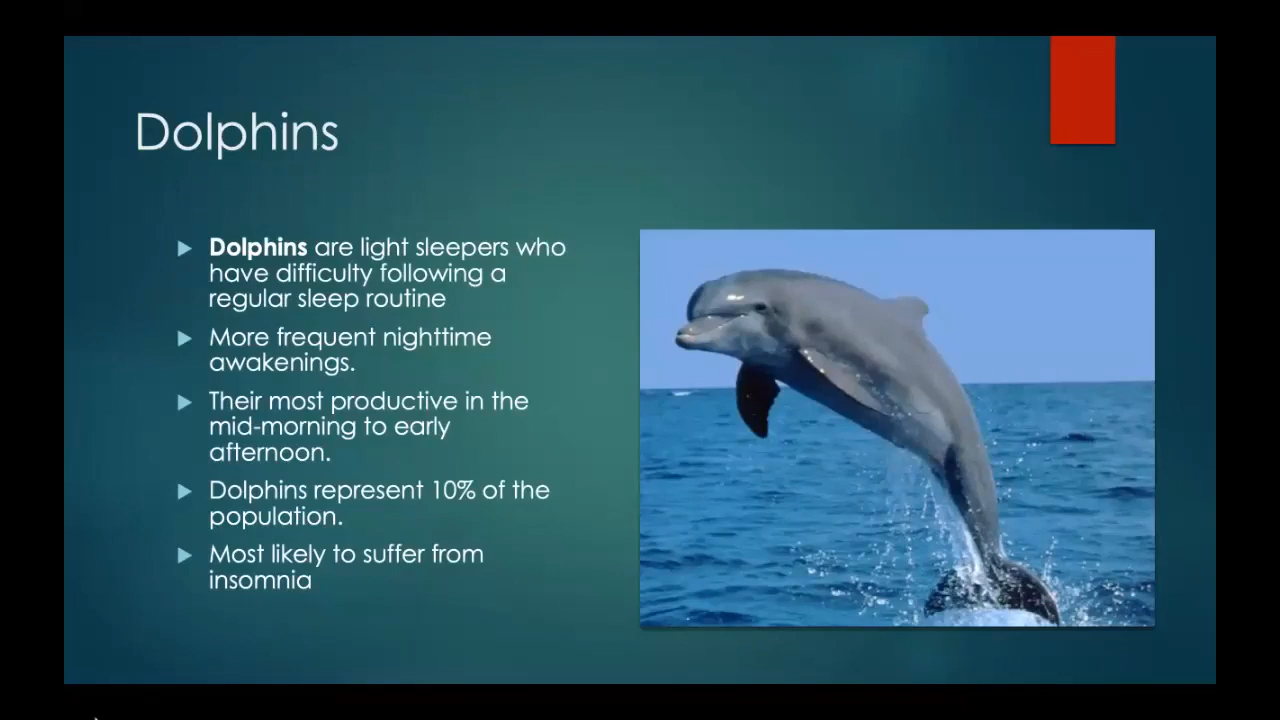 Dolphins
Dolphins are light sleepers who
have difficulty following a
regular sleep routine
More frequent nighttime
awakenings.
Their most productive in the
mid-morning to early
afternoon.
Dolphins represent 10% of the
population.
Most likely to suffer from
insomnia